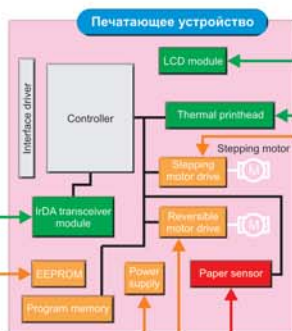 Печатающее устройство
LCD module
Interface driver
Controller
Thermal printhead
Stepping motor
Stepping
motor drive
M
IrDA transceiver
module
Reversible
motor drive
M
EEPROM
Power
supply
Paper sensor
Program memory